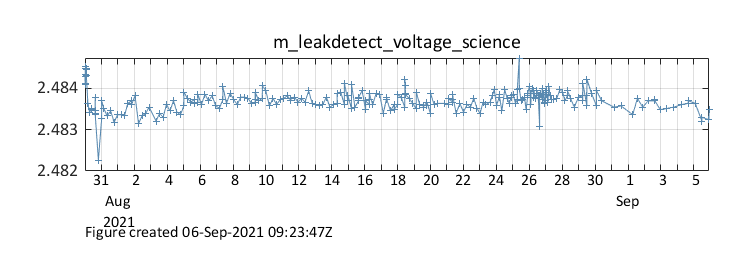 m_leakdetect_voltage_science
2.484
2.483
2.482
31 2 4 6 8 10 12 14 16 18 20 22 24 26 28 30 1 3 5
Aug Sep
2021
Figure created 06-Sep-2021 09:23:47Z